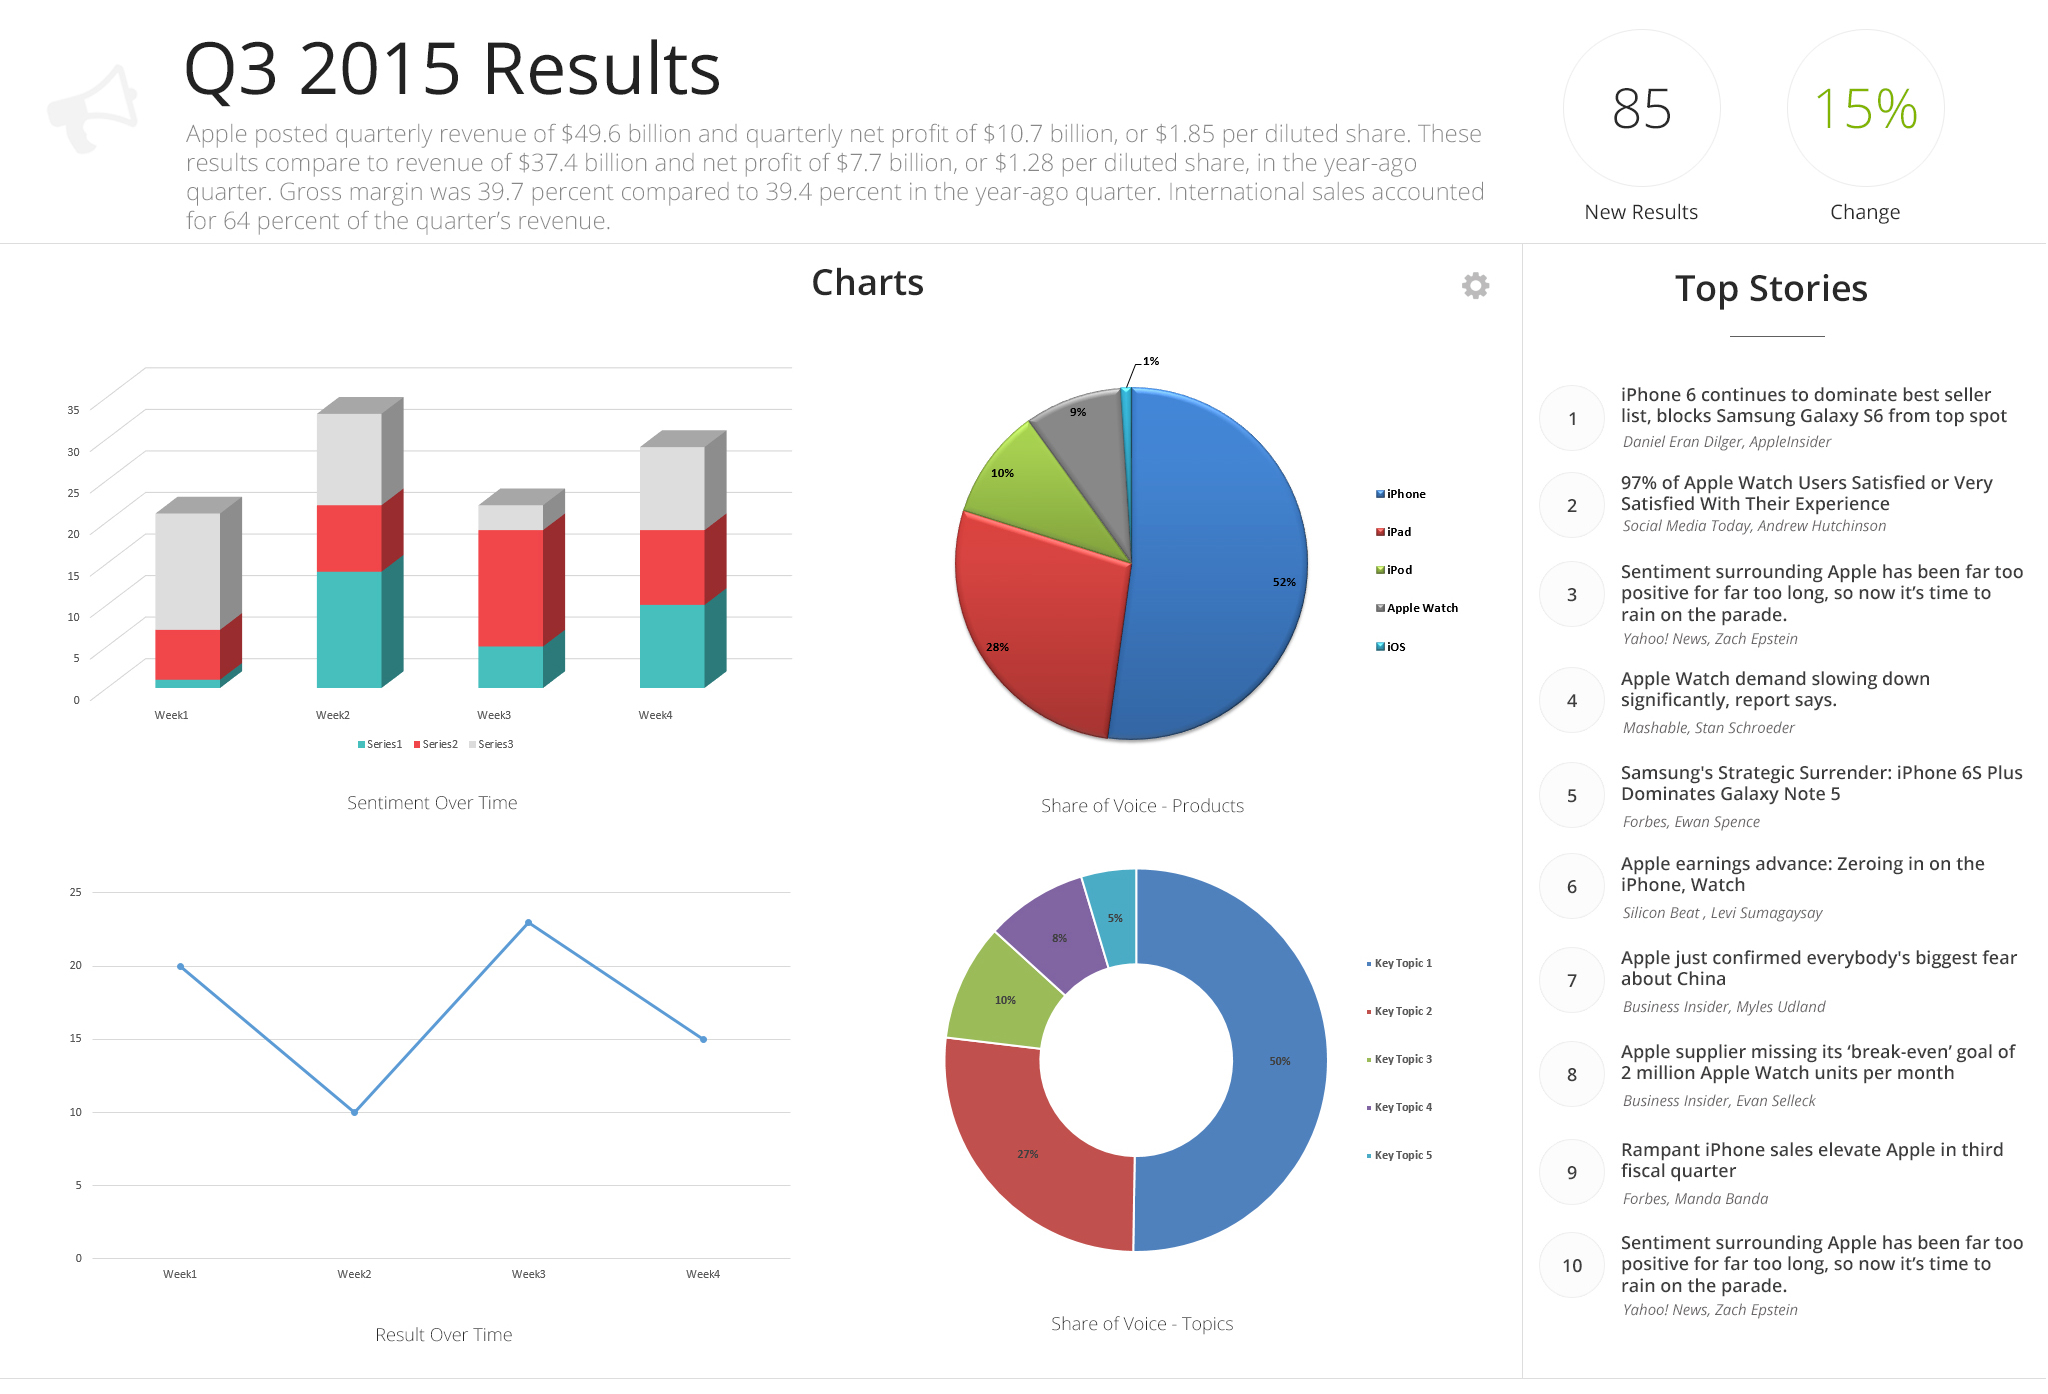 Q3 2015 Results
Apple posted quarterly revenue of $49.6 billion and quarterly net profit of $10.7 billion, or $1.85 per diluted share. These
results compare to revenue of $37.4 billion and net profit of $7.7 billion, or $1.28 per diluted share, in the year-ago
quarter. Gross margin was 39.7 percent compared to 39.4 percent in the year-ago quarter. International sales accounted
for 64 percent of the quarter’s revenue.
85
New Results
15%
Change
Charts
35
30
25
20
15
10
5
0
Week1
Week2
Week3
Week4
Series1
Series2
Series3
Sentiment Over Time
1%
9%
10%
52%
28%
iPhone
iPad
iPod
Apple Watch
iOS
Share of Voice - Products
25
20
15
10
5
0
Week1
Week2
Week3
Week4
Result Over Time
5%
8%
10%
50%
27%
Key Topic 1
Key Topic 2
Key Topic 3
Key Topic 4
Key Topic 5
Share of Voice - Topics
Top Stories
1
iPhone 6 continues to dominate best seller
list, blocks Samsung Galaxy S6 from top spot
Daniel Eran Dilger, AppleInsider
2
97% of Apple Watch Users Satisfied or Very
Satisfied With Their Experience
Social Media Today, Andrew Hutchinson
3
Sentiment surrounding Apple has been far too
positive for far too long, so now it’s time to
rain on the parade.
Yahoo! News, Zach Epstein
4
Apple Watch demand slowing down
significantly, report says.
Mashable, Stan Schroeder
5
Samsung's Strategic Surrender: iPhone 6S Plus
Dominates Galaxy Note 5
Forbes, Ewan Spence
6
Apple earnings advance: Zeroing in on the
iPhone, Watch
Silicon Beat , Levi Sumagaysay
7
Apple just confirmed everybody's biggest fear
about China
Business Insider, Myles Udland
8
Apple supplier missing its ‘break-even’ goal of
2 million Apple Watch units per month
Business Insider, Evan Selleck
9
Rampant iPhone sales elevate Apple in third
fiscal quarter
Forbes, Manda Banda
10
Sentiment surrounding Apple has been far too
positive for far too long, so now it’s time to
rain on the parade.
Yahoo! News, Zach Epstein